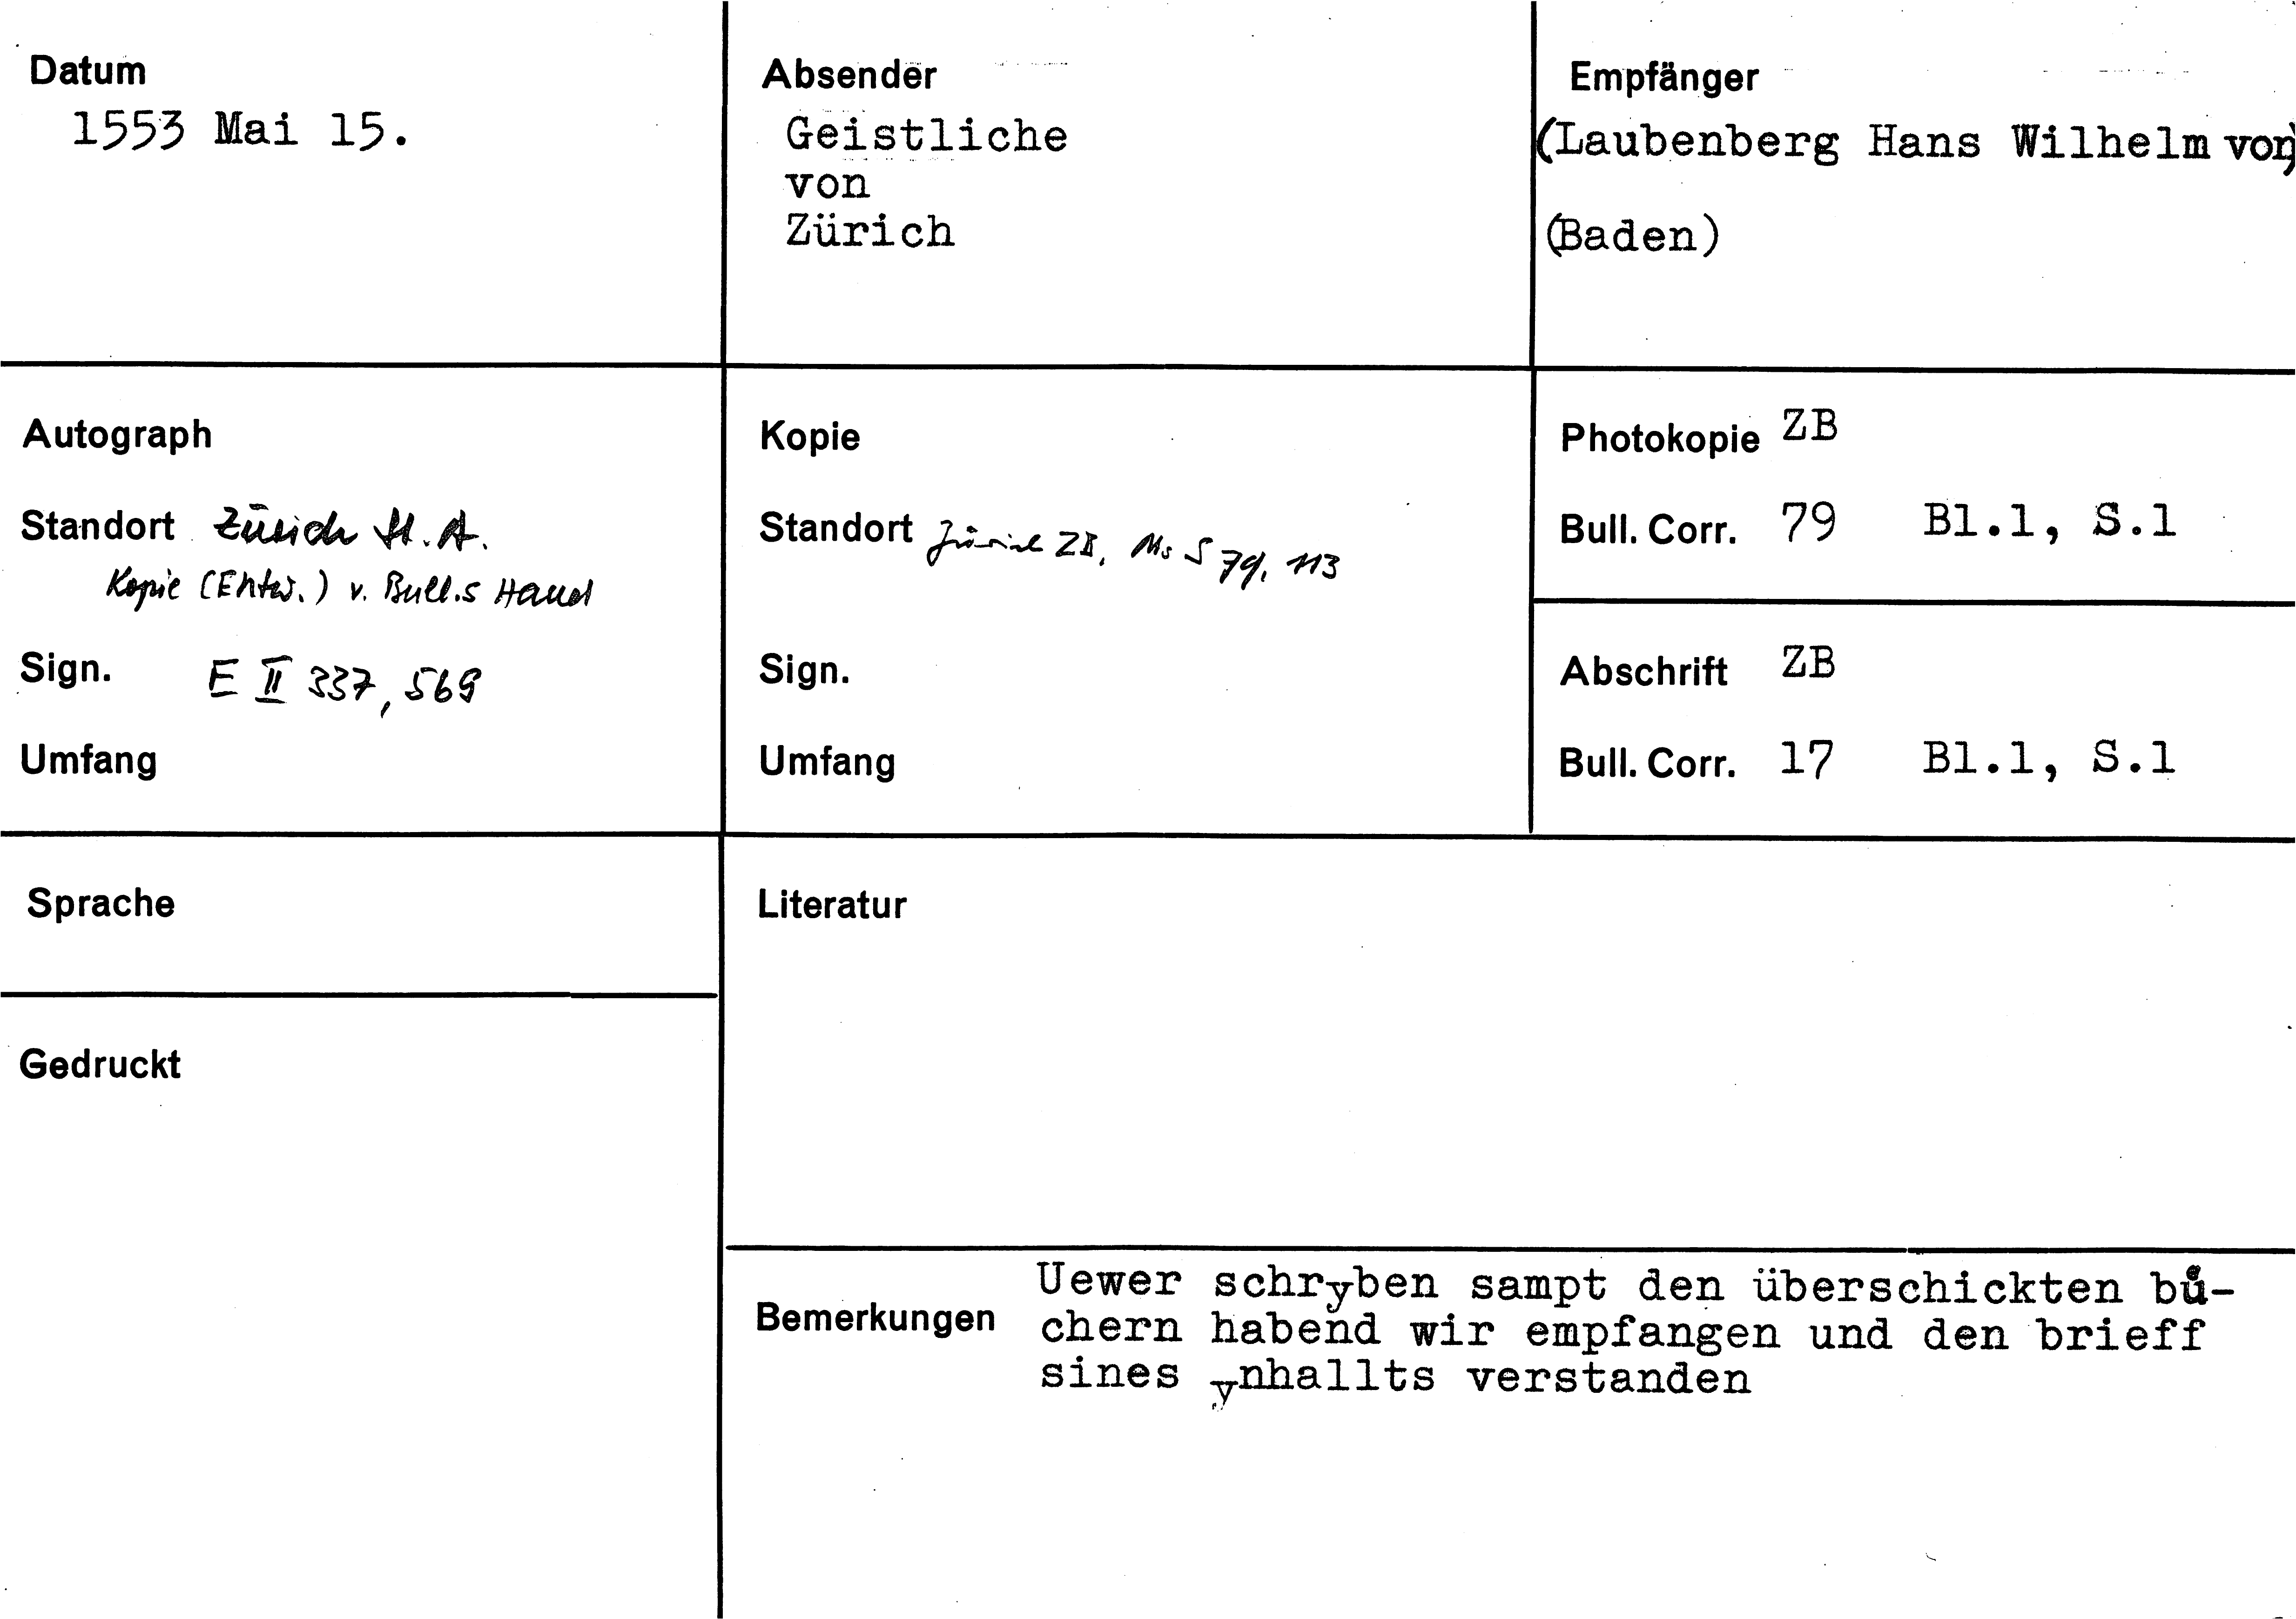 Datum
1553 Mai 15.
Absender
Geistliche
von
Zürich
Empfänger
(Laubenberg Hans Wilhelm von)
(Baden)
Autograph
Standort Zürich St.A.
Kopie (Entw.) v. Bull.s Hand
Sign. E II 337, 569
Umfang
Kopie
Standort Zürich ZB, Ms S 79, 113
Sign.
Umfang
Photokopie ZB
Bull. Corr. 79 Bl.1, S.1
Abschrift ZB
Bull. Corr. 17 Bl.1, S.1
Sprache
Gedruckt
Literatur
Bemerkungen
Uewer schryben sampt den überschickten bů-
chern habend wir empfangen und den brieff
sines ynhallts verstanden